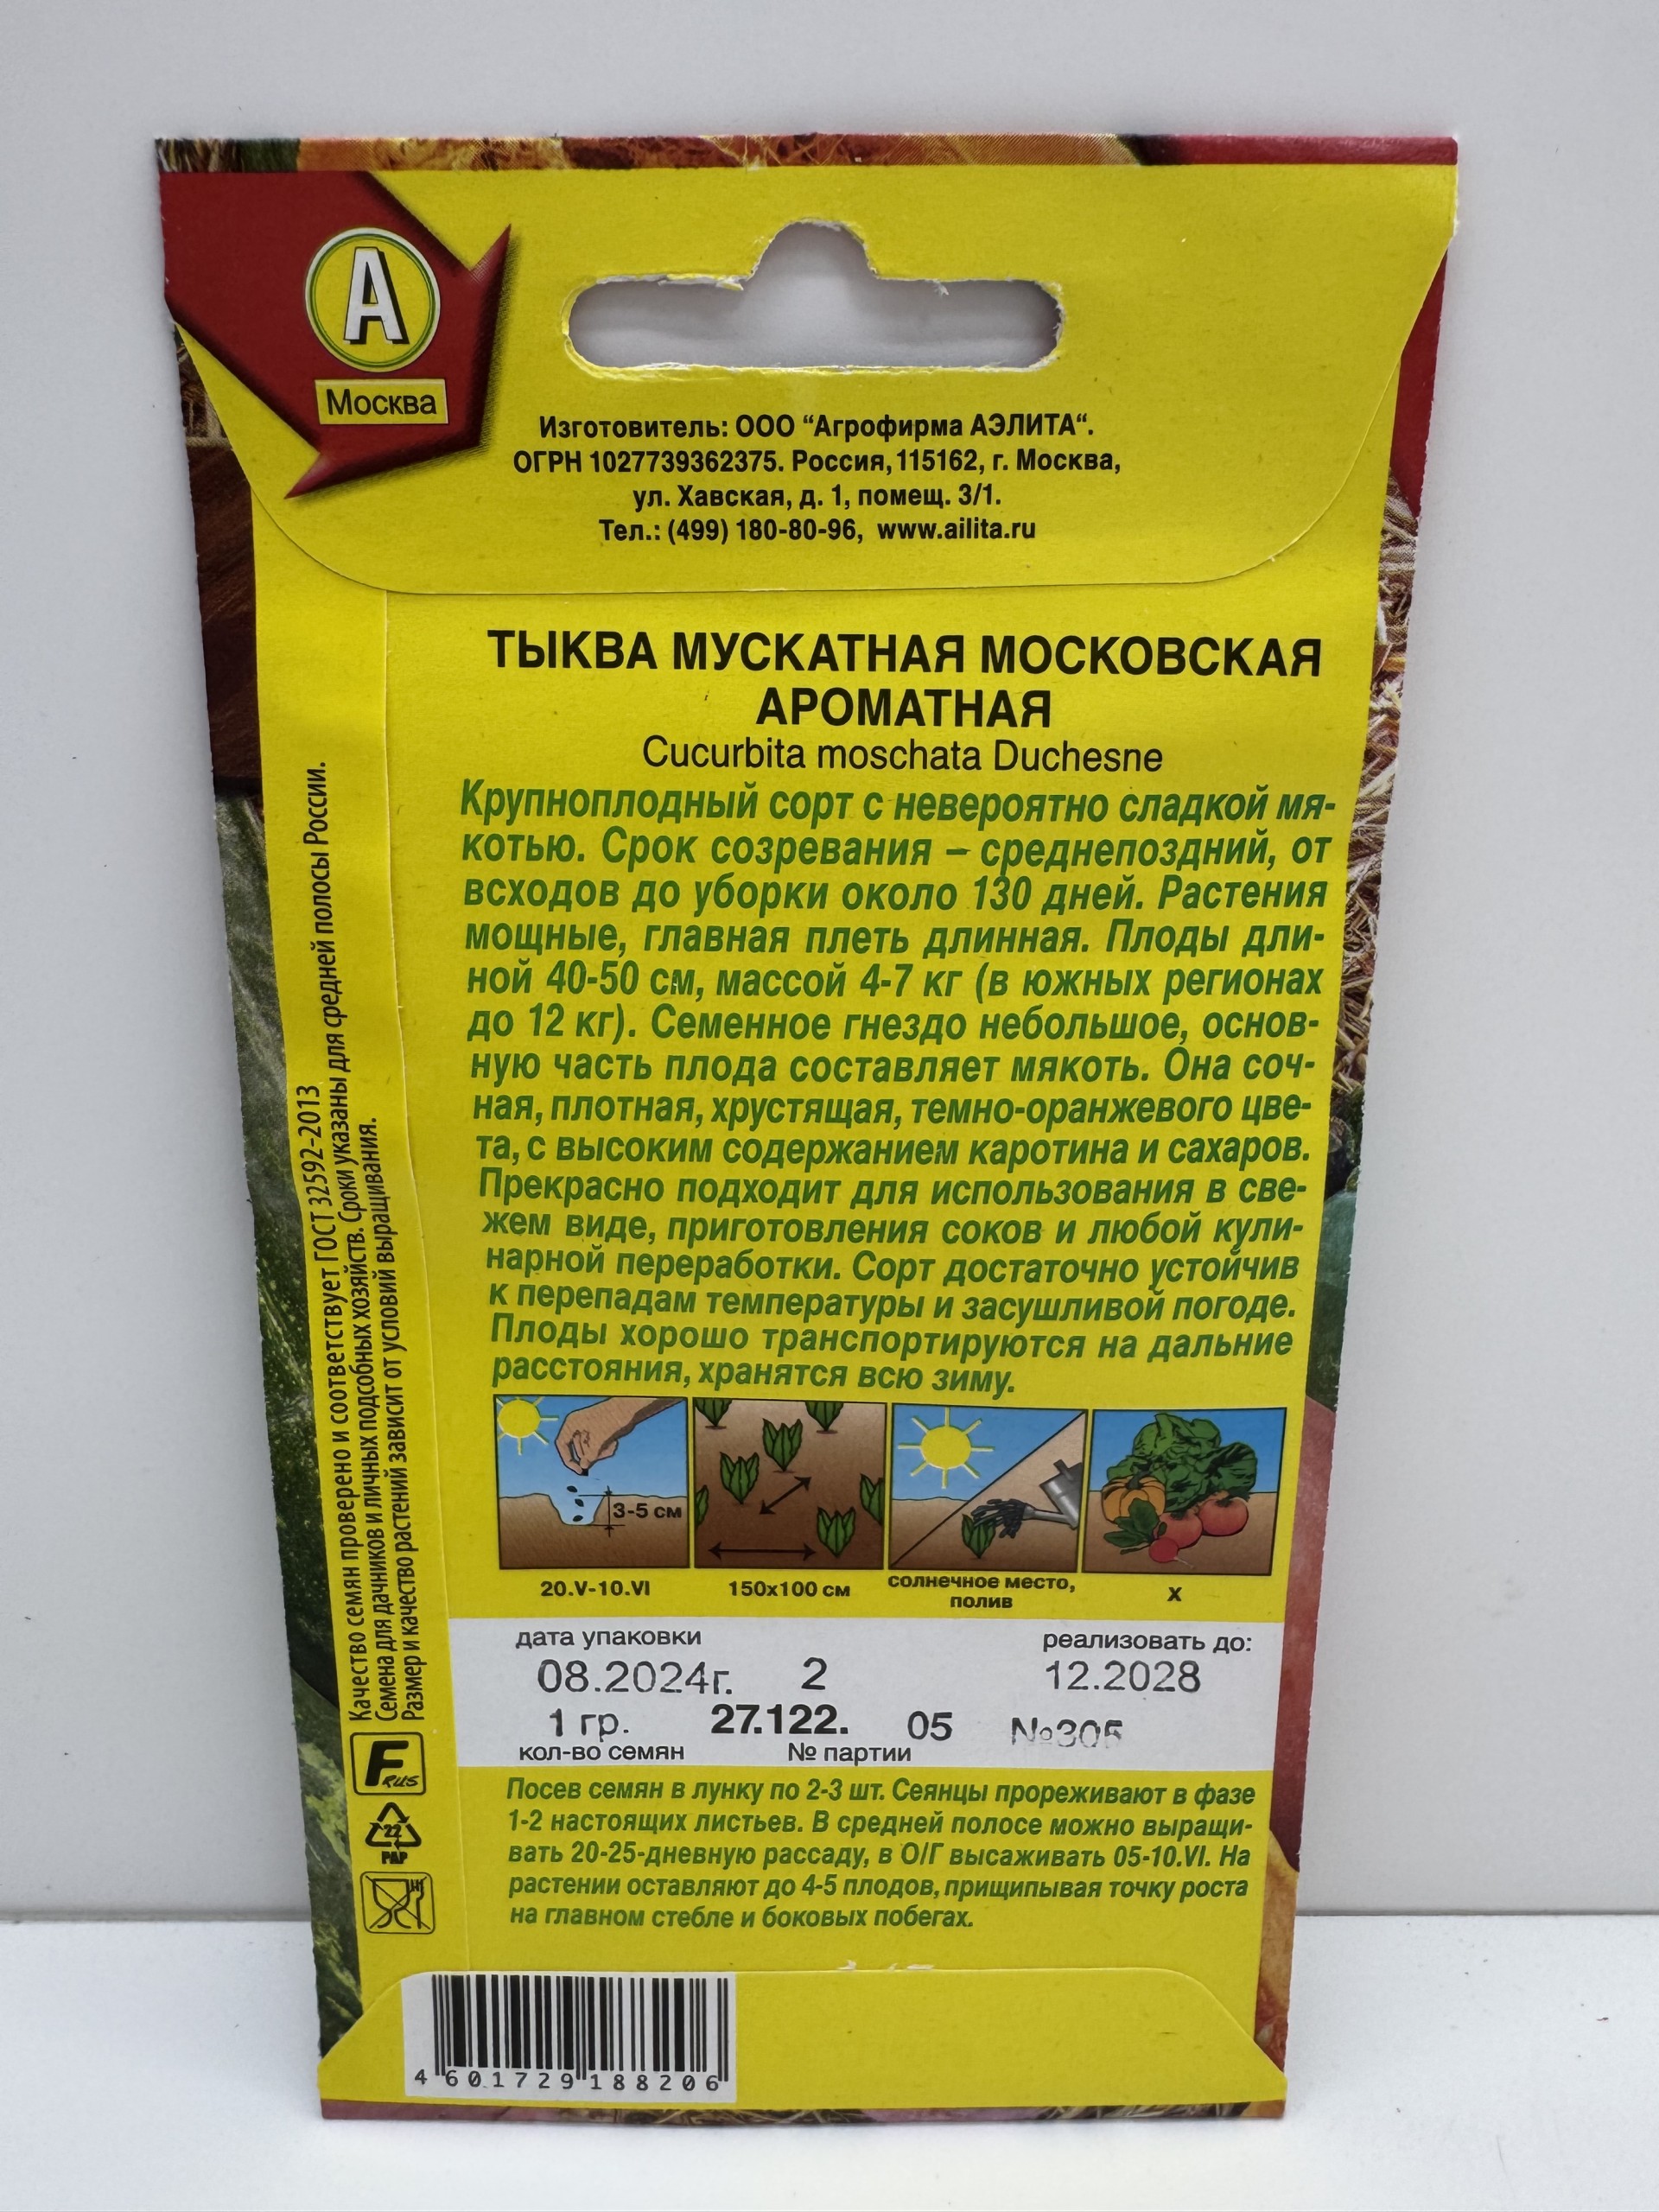 А
Москва
Изготовитель: ООО “Агрофирма АЭЛИТА“.
ОГРН 1027739362375. Россия, 115162, г. Москва,
ул. Хавская, д. 1, помещ. 3/1.
Тел.: (499) 180-80-96, www.ailita.ru
ТЫКВА МУСКАТНАЯ МОСКОВСКАЯ
АРОМАТНАЯ
Cucurbita moschata Duchesne
Крупноплодный сорт с невероятно сладкой мя-
котью. Срок созревания – среднепоздний, от
всходов до уборки около 130 дней. Растения
мощные, главная плеть длинная. Плоды дли-
ной 40-50 см, массой 4-7 кг (в южных регионах
до 12 кг). Семенное гнездо небольшое, основ-
ную часть плода составляет мякоть. Она соч-
ная, плотная, хрустящая, темно-оранжевого цве-
та, с высоким содержанием каротина и сахаров.
Прекрасно подходит для использования в све-
жем виде, приготовления соков и любой кули-
нарной переработки. Сорт достаточно устойчив
к перепадам температуры и засушливой погоде.
Плоды хорошо транспортируются на дальние
расстояния, хранятся всю зиму.
3-5 см
20.V-10.VI
150x100 см
солнечное место,
полив
X
дата упаковки
реализовать до:
08.2024г. 2 12.2028
1 гр. 27.122. 05
кол-во семян № партии
Посев семян в лунку по 2-3 шт. Сеянцы прореживают в фазе
1-2 настоящих листьев. В средней полосе можно выращи-
вать 20-25-дневную рассаду, в О/Г высаживать 05-10.VI. На
растении оставляют до 4-5 плодов, прищипывая точку роста
на главном стебле и боковых побегах.
Качество семян проверено и соответствует ГОСТ 32592-2013
Семена для дачников и личных подсобных хозяйств. Сроки указаны для средней полосы России.
Размер и качество растений зависит от условий выращивания.
F RUS
22
PAP
4 601729 188206